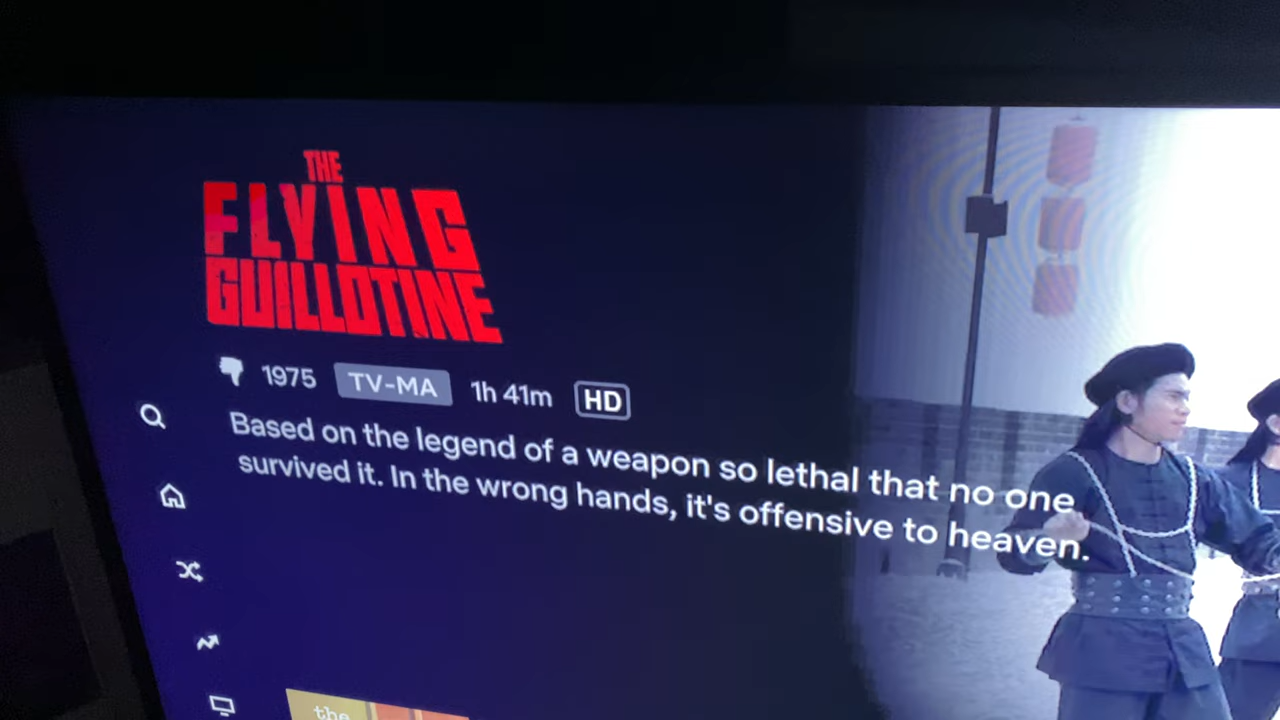 THE
FLYING
GUILLOTINE
1975 TV-MA 1h 41m HD
Based on the legend of a weapon so lethal that no one
survived it. In the wrong hands, it's offensive to heaven.
the